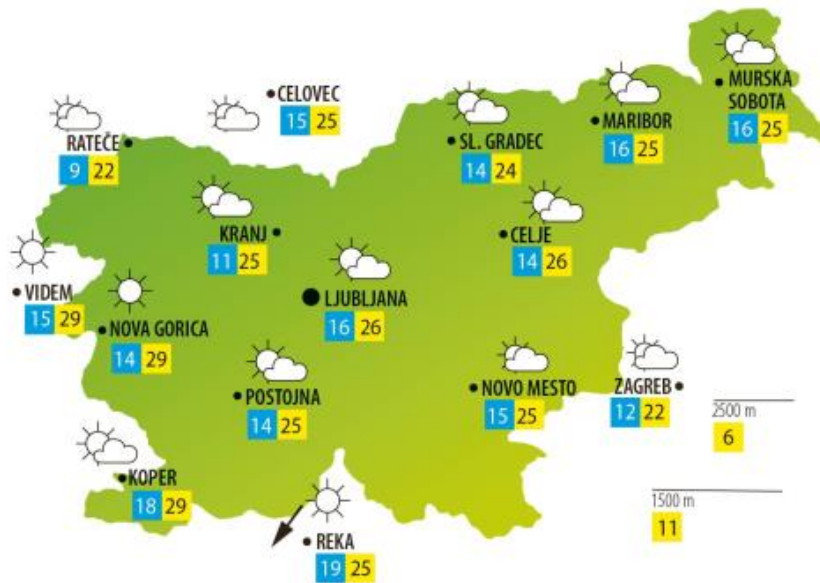 CELOVEC
15 25
MURSKA
SOBOTA
16 25
RATEČE
9 22
SL. GRADEC
14 24
MARIBOR
16 25
KRANJ
11 25
CELJE
14 26
VIDEM
15 29
NOVA GORICA
14 29
LJUBLJANA
16 26
POSTOJNA
14 25
NOVO MESTO
15 25
ZAGREB
12 22
2500 m
6
KOPER
18 29
1500 m
11
REKA
19 25